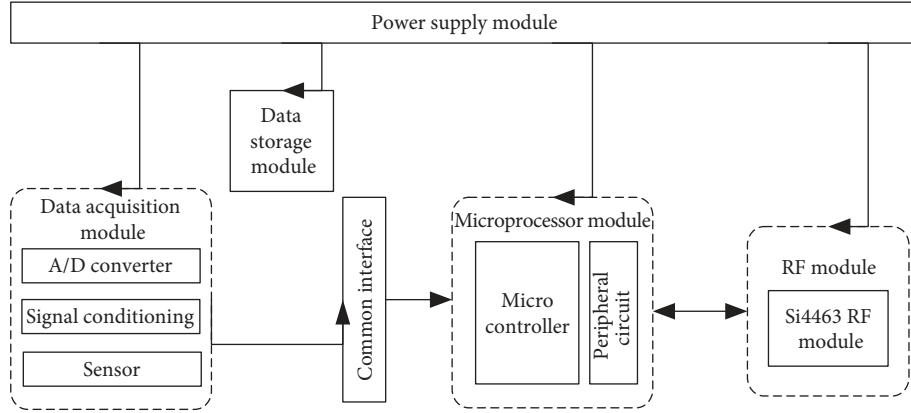 Power supply module
Data
storage
module
Data acquisition
module
A/D converter
Signal conditioning
Sensor
Common interface
Microprocessor module
Micro
controller
Peripheral
circuit
RF module
Si4463 RF
module